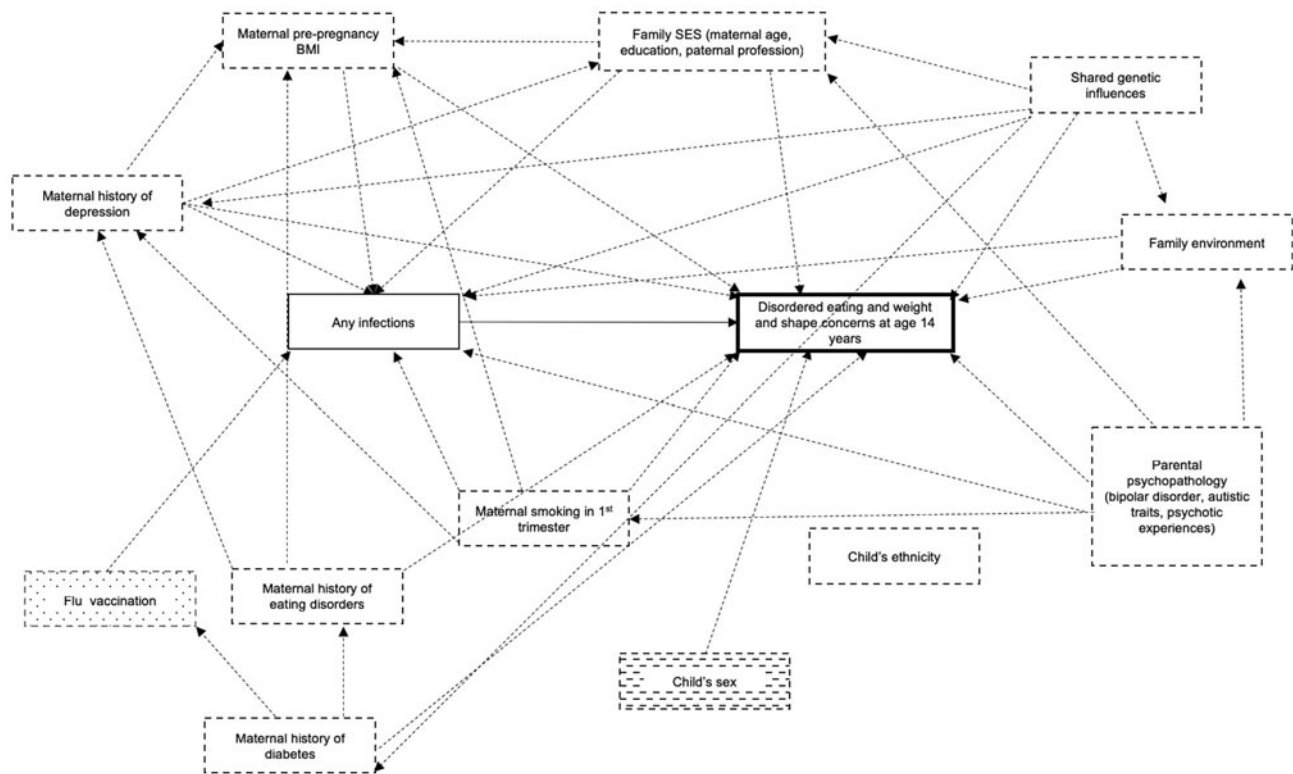 Maternal pre-pregnancy
BMI
Family SES (maternal age,
education, paternal profession)
Shared genetic
influences
Maternal history of
depression
Family environment
Any infections
Disordered eating and weight
and shape concerns at age 14
years
Parental
psychopathology
(bipolar disorder, autistic
traits, psychotic
experiences)
Maternal smoking in 1st
trimester
Child's ethnicity
Flu vaccination
Maternal history of
eating disorders
Child's sex
Maternal history of
diabetes